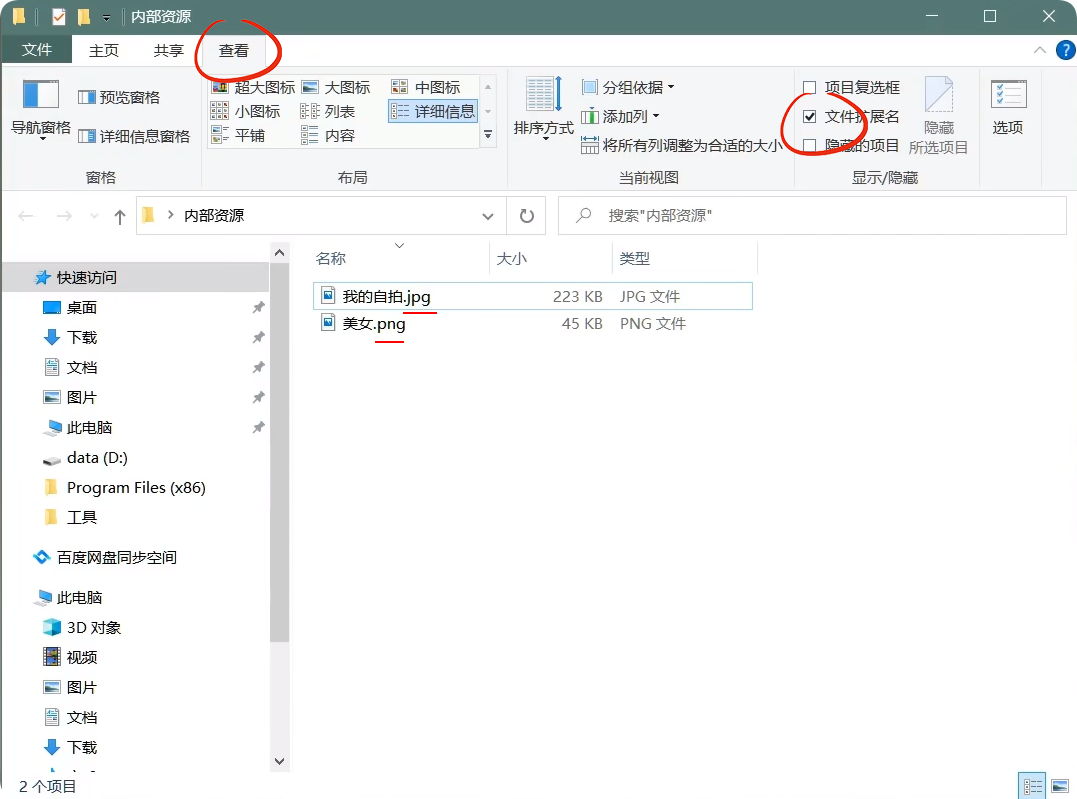 内部资源
文件 主页 共享 查看
导航窗格
预览窗格
详细信息窗格
窗格
超大图标 大图标 中图标
小图标 列表 详细信息
平铺 内容
布局
排序方式
分组依据
添加列
将所有列调整为合适的大小
当前视图
项目复选框
文件扩展名
隐藏的项目
隐藏
所选项目
显示/隐藏
选项
内部资源
搜索"内部资源"
快速访问
桌面
下载
文档
图片
此电脑
data (D:)
Program Files (x86)
工具
百度网盘同步空间
此电脑
3D 对象
视频
图片
文档
下载
名称 大小 类型
我的自拍.jpg 223 KB JPG 文件
美女.png 45 KB PNG 文件
2 个项目